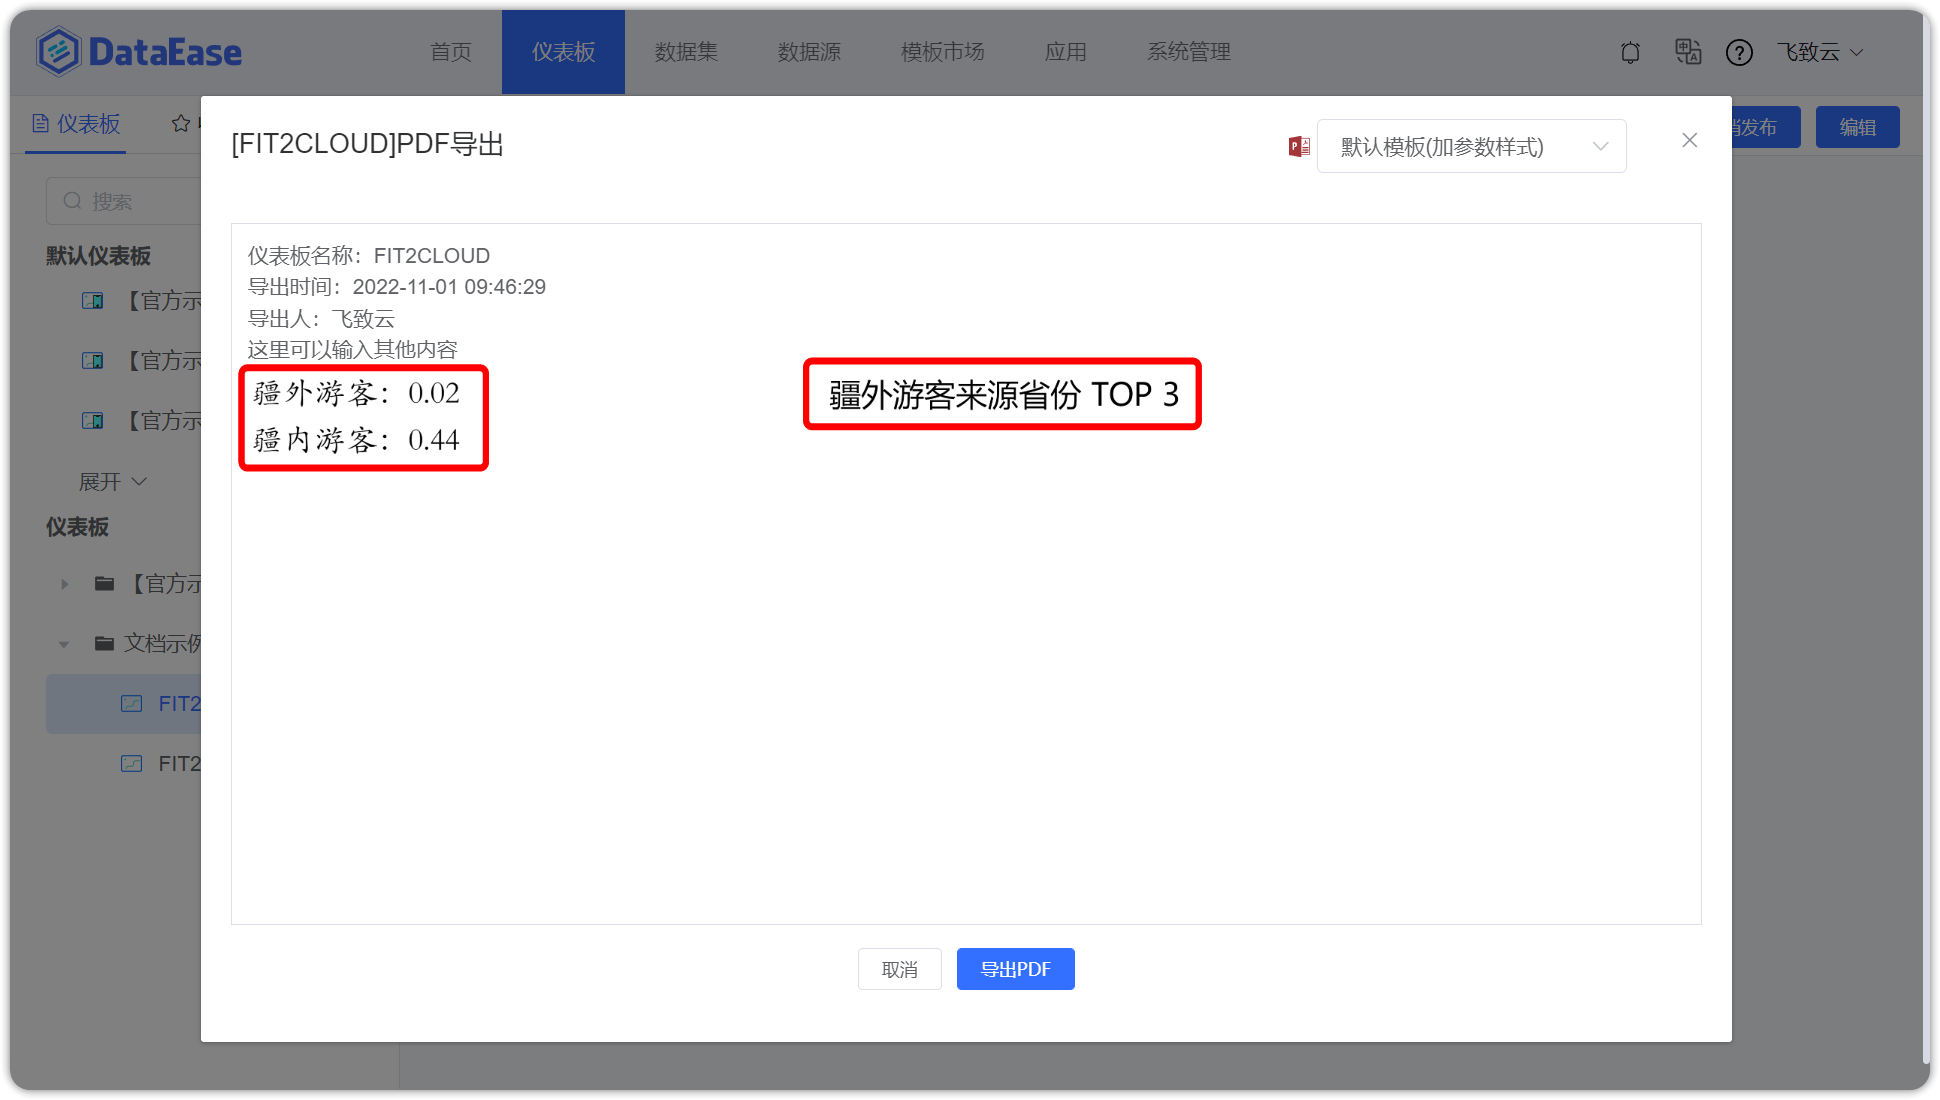 DataEase
首页
仪表板
数据集
数据源
模板市场
应用
系统管理
飞致云
仪表板
发布
编辑
[FIT2CLOUD]PDF导出
默认模板(加参数样式)
搜索
默认仪表板
【官方示
【官方示
【官方示
展开
仪表板
【官方示
文档示例
FIT2
FIT2
仪表板名称：FIT2CLOUD
导出时间：2022-11-01 09:46:29
导出人：飞致云
这里可以输入其他内容
疆外游客：0.02
疆内游客：0.44
疆外游客来源省份 TOP 3
取消
导出PDF